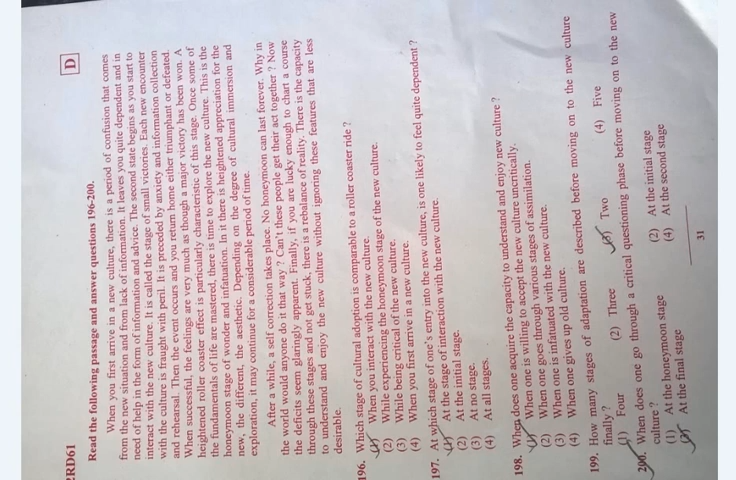 2RD61
D
Read the following passage and answer questions 196-200.
When you first arrive in a new culture, there is a period of confusion that comes
from the new situation and from lack of information. It leaves you quite dependent and in
need of help in the form of information and advice. The second state begins as you start to
interact with the new culture. It is called the stage of small victories. Each new encounter
with the culture is fraught with peril. It is preceded by anxiety and information collection
and rehearsal. Then the event occurs and you return home either triumphant or defeated.
When successful, the feelings are very much as though a major victory has been won. A
heightened roller coaster effect is particularly characteristic of this stage. Once some of
the fundamentals of life are mastered, there is time to explore the new culture. This is the
honeymoon stage of wonder and infatuation. In it there is heightened appreciation for the
new, the different, the aesthetic. Depending on the degree of cultural immersion and
exploration, it may continue for a considerable period of time.
After a while, a self correction takes place. No honeymoon can last forever. Why in
the world would anyone do it that way ? Can't these people get their act together ? Now
the deficits seem glaringly apparent. Finally, if you are lucky enough to chart a course
through these stages and not get stuck, there is a rebalance of reality. There is the capacity
to understand and enjoy the new culture without ignoring these features that are less
desirable.
196. Which stage of cultural adoption is comparable to a roller coaster ride ?
(1) When you interact with the new culture.
(2) While experiencing the honeymoon stage of the new culture.
(3) While being critical of the new culture.
(4) When you first arrive in a new culture.
197. At which stage of one's entry into the new culture, is one likely to feel quite dependent ?
(1) At the stage of interaction with the new culture.
(2) At the initial stage.
(3) At no stage.
(4) At all stages.
198. When does one acquire the capacity to understand and enjoy new culture ?
(1) When one is willing to accept the new culture uncritically.
(2) When one goes through various stages of assimilation.
(3) When one is infatuated with the new culture.
(4) When one gives up old culture.
199. How many stages of adaptation are described before moving on to the new culture
finally ?
(1) Four (2) Three (3) Two (4) Five
200. When does one go through a critical questioning phase before moving on to the new
culture ?
(1) At the honeymoon stage (2) At the initial stage
(3) At the final stage (4) At the second stage
31